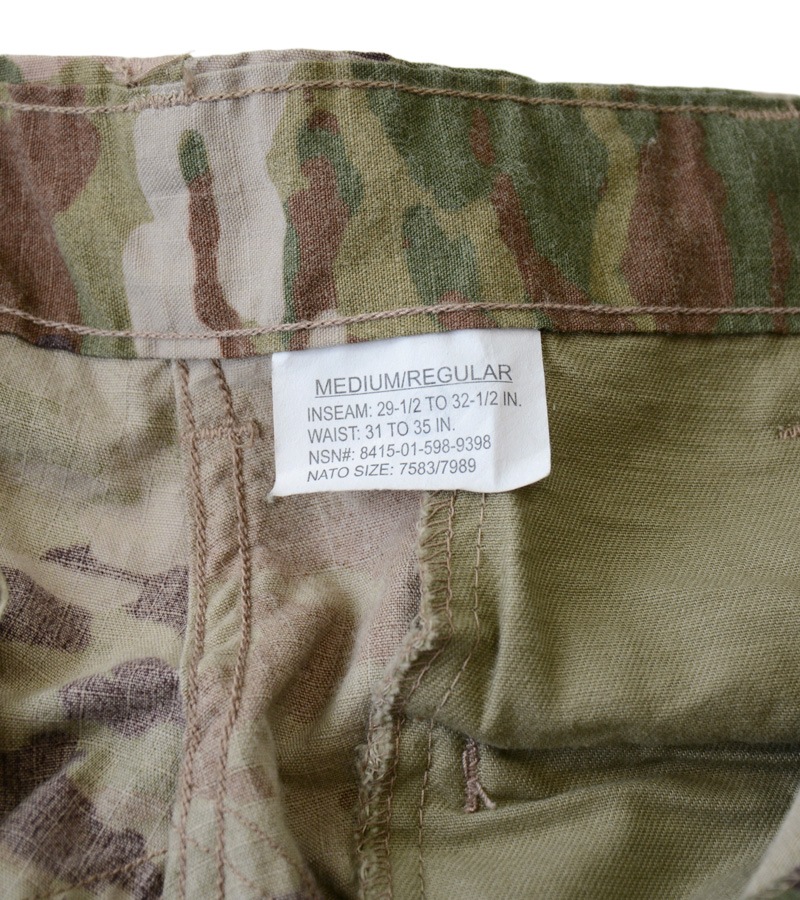 MEDIUM/REGULAR
INSEAM: 29-1/2 TO 32-1/2 IN.
WAIST: 31 TO 35 IN.
NSN#: 8415-01-598-9398
NATO SIZE: 7583/7989